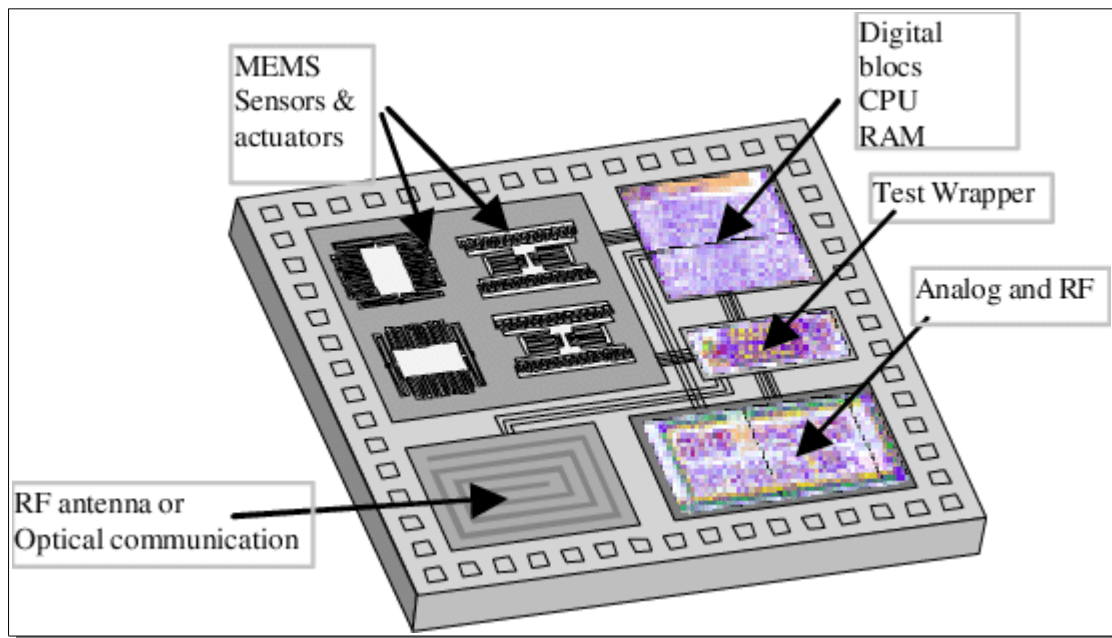 MEMS
Sensors &
actuators
Digital
blocs
CPU
RAM
Test Wrapper
Analog and RF
RF antenna or
Optical communication